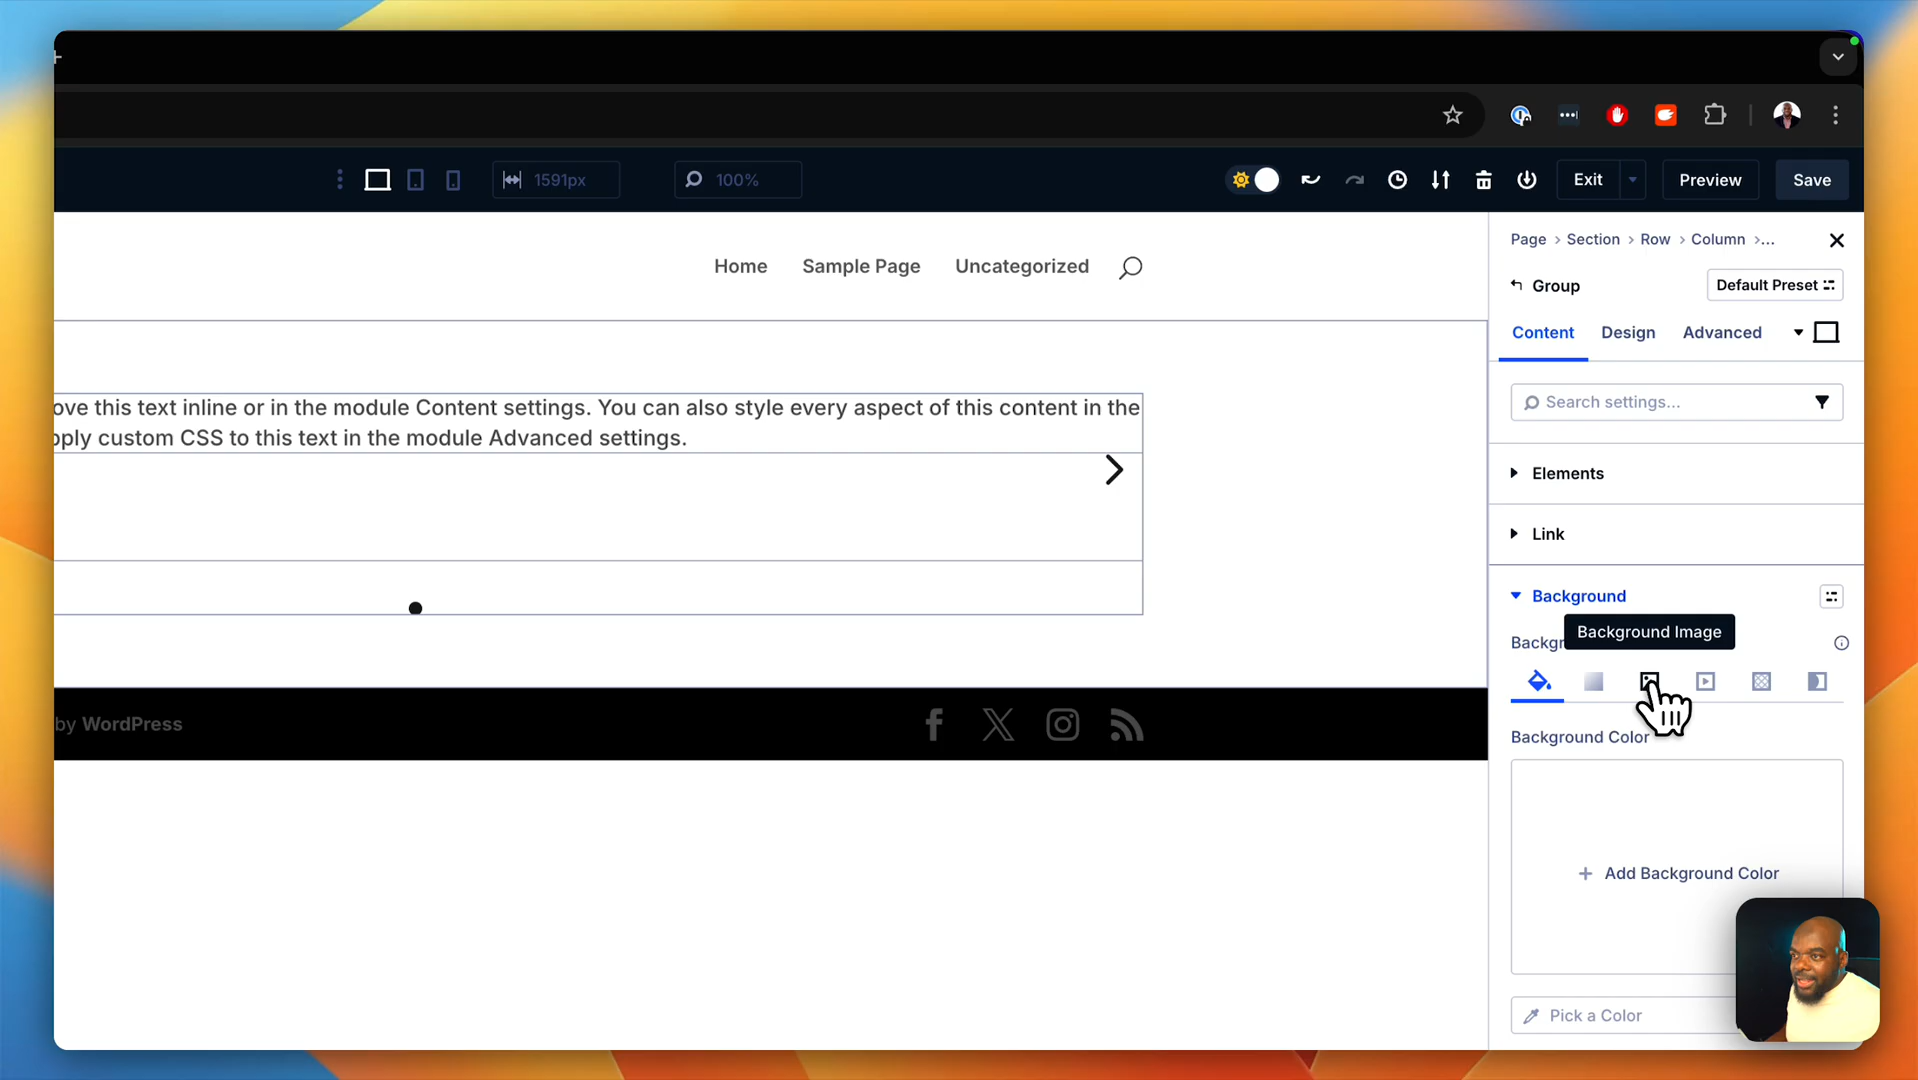 1591px
100%
Exit
Preview
Save
Home
Sample Page
Uncategorized
ove this text inline or in the module Content settings. You can also style every aspect of this content in the
pply custom CSS to this text in the module Advanced settings.
by WordPress
Page > Section > Row > Column >...
Group
Default Preset
Content
Design
Advanced
Search settings...
Elements
Link
Background
Background Image
Backgr
Background Color
Add Background Color
Pick a Color